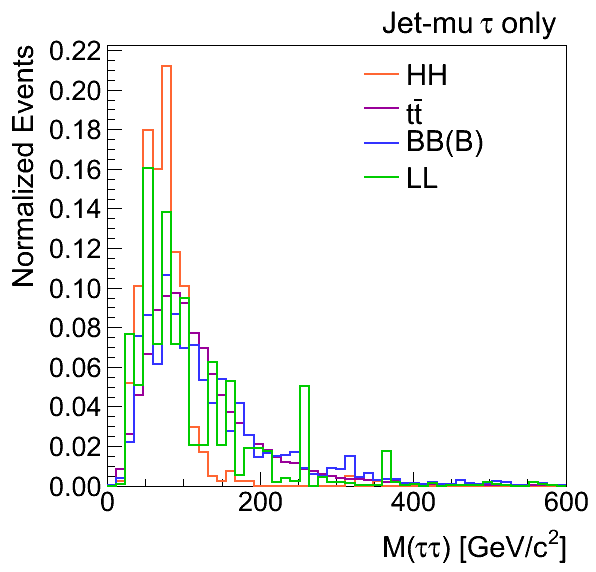 Jet-mu τ only
Normalized Events
0.22
0.20
0.18
0.16
0.14
0.12
0.10
0.08
0.06
0.04
0.02
0.00
HH
tt̄
BB(B)
LL
0 200 400 600
M(ττ) [GeV/c²]